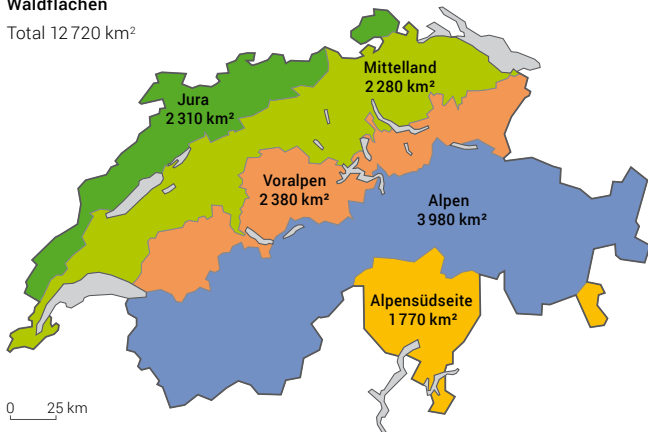 Waldflächen
Total 12 720 km²
Mittelland
2 280 km²
Jura
2 310 km²
Voralpen
2 380 km²
Alpen
3 980 km²
Alpensüdseite
1 770 km²
0 25 km